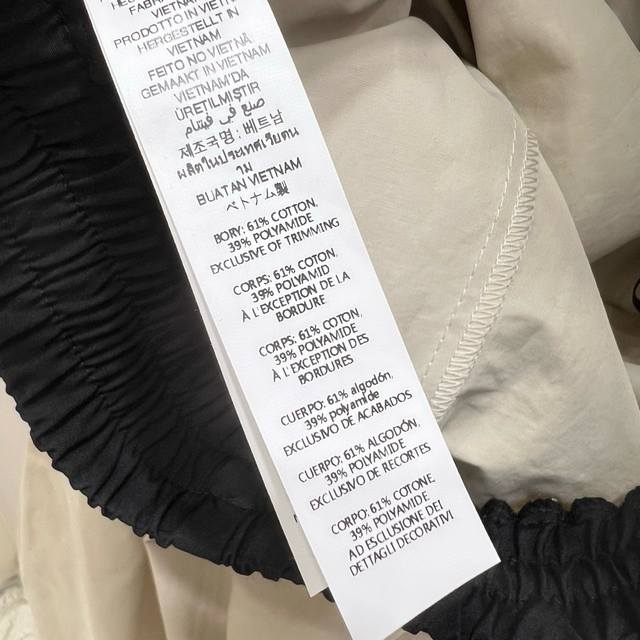 FABRI
VIETNAM
PRODOTTO IN VIETNAM
HERGESTELLT IN
VIETNAM
FEITO NO VIETNÃ
GEMAAKT IN VIETNAM
VIETNAM'DA
ÜRETILMIŞTIR
صنع في فيتنام
제조국명 : 베트남
ผลิตในประเทศเวียดนา
ม
BUATAN VIETNAM
ベトナム製
BORY: 61% COTTON,
39% POLYAMIDE
EXCLUSIVE OF TRIMMING
CORPS: 61% COTON,
39% POLYAMID
À L'EXCEPTION DE LA
BORDURE
CORPS: 61% COTON,
39% POLYAMIDE
À L'EXCEPTION DES
BORDURES
CUERPO: 61% algodón,
39% polyamide
EXCLUSIVO DE ACABADOS
CUERPO: 61% ALGODÓN,
39% POLYAMIDE
EXCLUSIVO DE RECORTES
CORPO: 61% COTONE,
39% POLYAMIDE
AD ESCLUSIONE DEI
DETTAGLI DECORATIVI